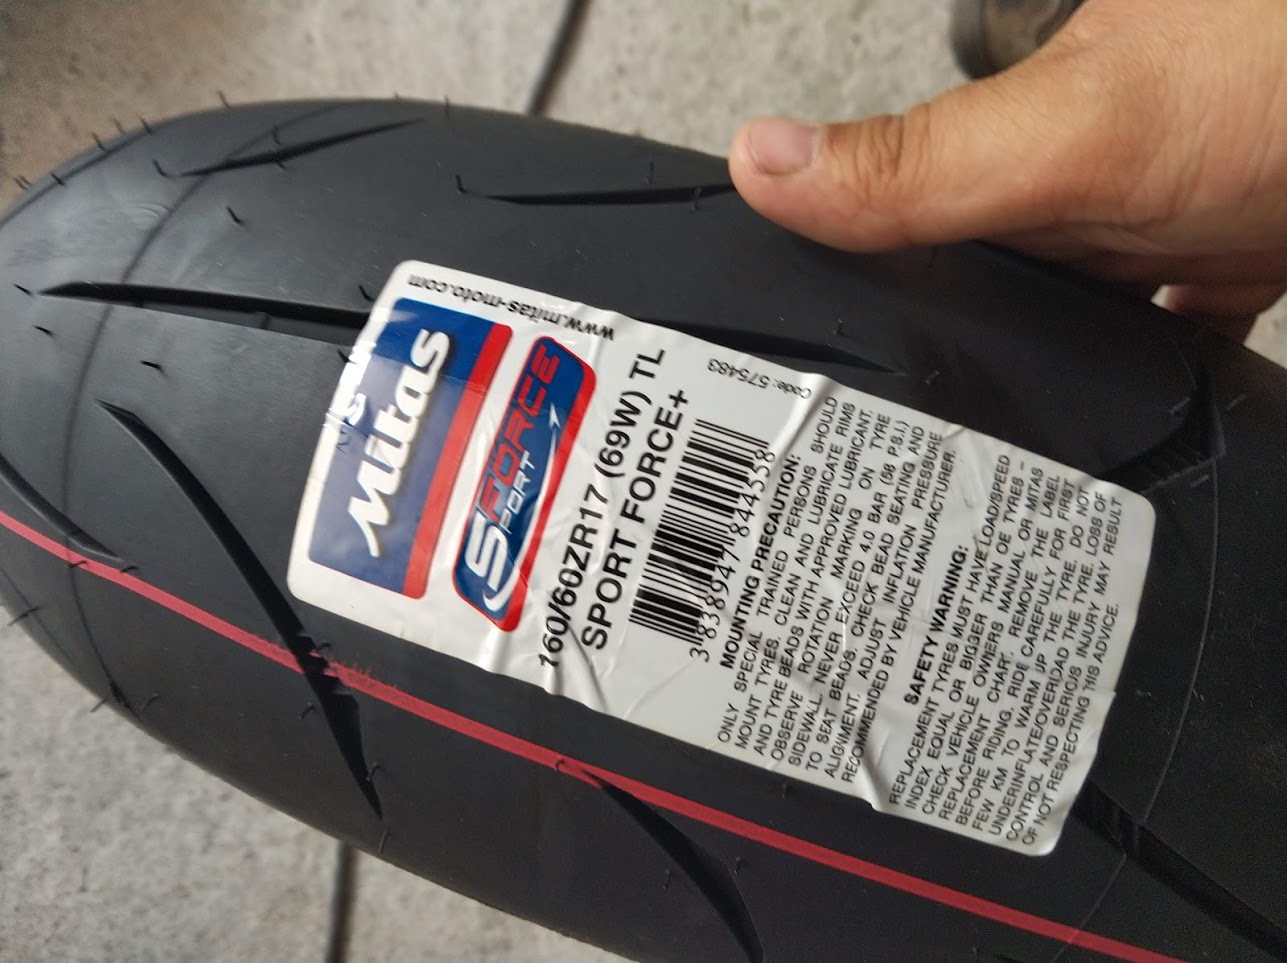 www.mitas-moto.com
Mitas
SPORT FORCE
160/60ZR17 (69W) TL
SPORT FORCE+
Code: 575483
3838947 844558
MOUNTING PRECAUTION:
ONLY SPECIAL TRAINED PERSONS SHOULD
MOUNT TYRES. CLEAN AND LUBRICATE RIMS
AND TYRE BEADS WITH APPROVED LUBRICANT.
OBSERVE ROTATION MARKING ON TYRE
SIDEWALL. NEVER EXCEED 4,0 BAR (58 P.S.I.)
TO SEAT BEADS. CHECK BEAD SEATING AND
ALIGNMENT. ADJUST INFLATION PRESSURE
RECOMMENDED BY VEHICLE MANUFACTURER.
SAFETY WARNING:
REPLACEMENT TYRES MUST HAVE LOAD/SPEED
INDEX EQUAL OR BIGGER THAN OE TYRES –
CHECK VEHICLE OWNERS MANUAL OR MITAS
REPLACEMENT CHART. REMOVE THE LABEL
BEFORE RIDING. RIDE CAREFULLY FOR FIRST
FEW KM TO WARM UP THE TYRE. DO NOT
UNDERINFLATE/OVERLOAD THE TYRE. LOSS OF
CONTROL AND SERIOUS INJURY MAY RESULT
OF NOT RESPECTING THIS ADVICE.